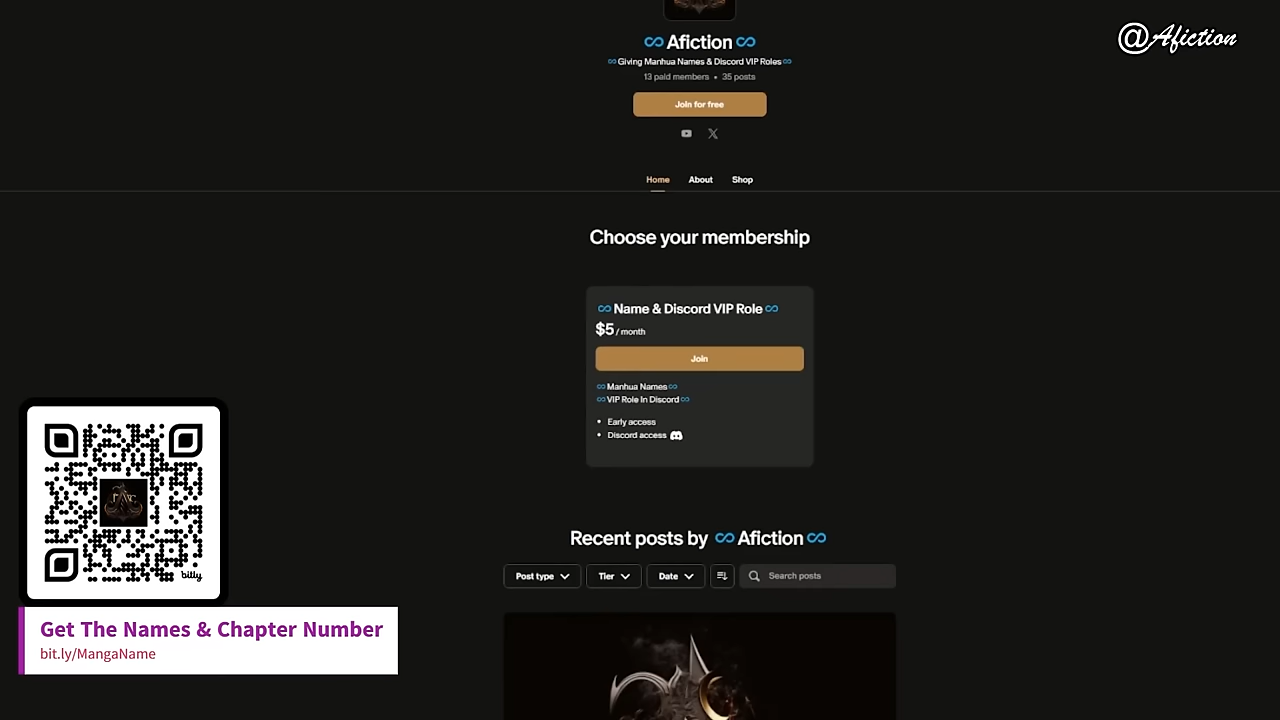 @Afiction
∞ Afiction ∞
∞ Giving Manhua Names & Discord VIP Roles ∞
13 paid members • 35 posts
Join for free
Home About Shop
Choose your membership
∞ Name & Discord VIP Role ∞
$5 / month
Join
∞ Manhua Names ∞
∞ VIP Role In Discord ∞
• Early access
• Discord access
Recent posts by ∞ Afiction ∞
Post type Tier Date Search posts
bitly
Get The Names & Chapter Number
bit.ly/MangaName